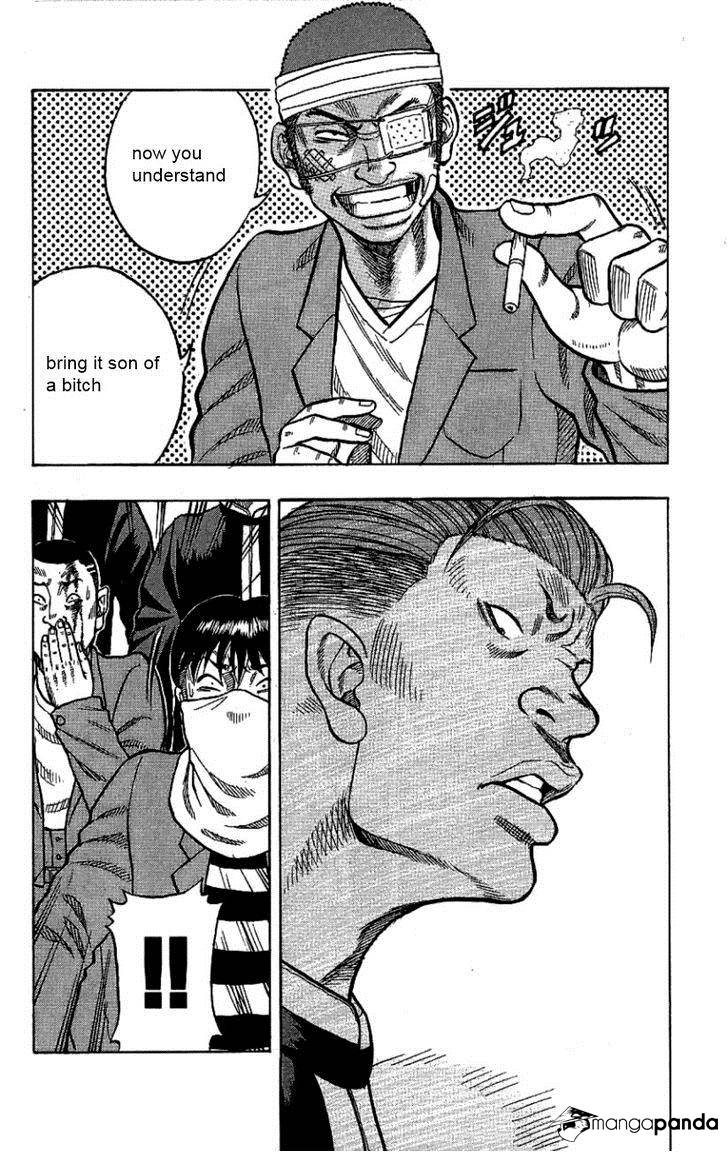 now you
understand
bring it son of
a bitch
!!
mangapanda